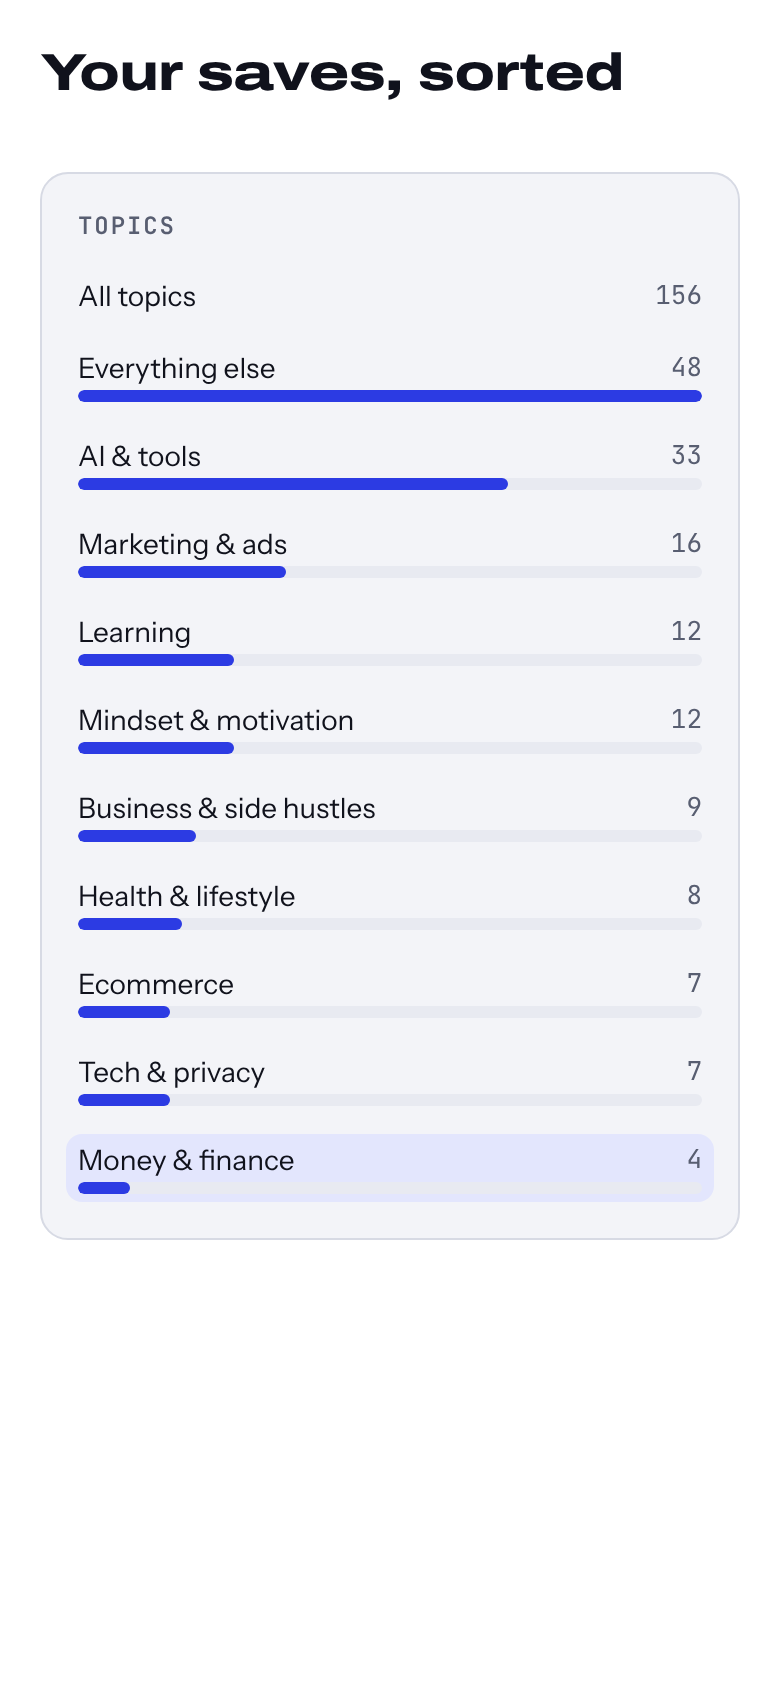 Your saves, sorted
TOPICS
All topics 156
Everything else 48
AI & tools 33
Marketing & ads 16
Learning 12
Mindset & motivation 12
Business & side hustles 9
Health & lifestyle 8
Ecommerce 7
Tech & privacy 7
Money & finance 4